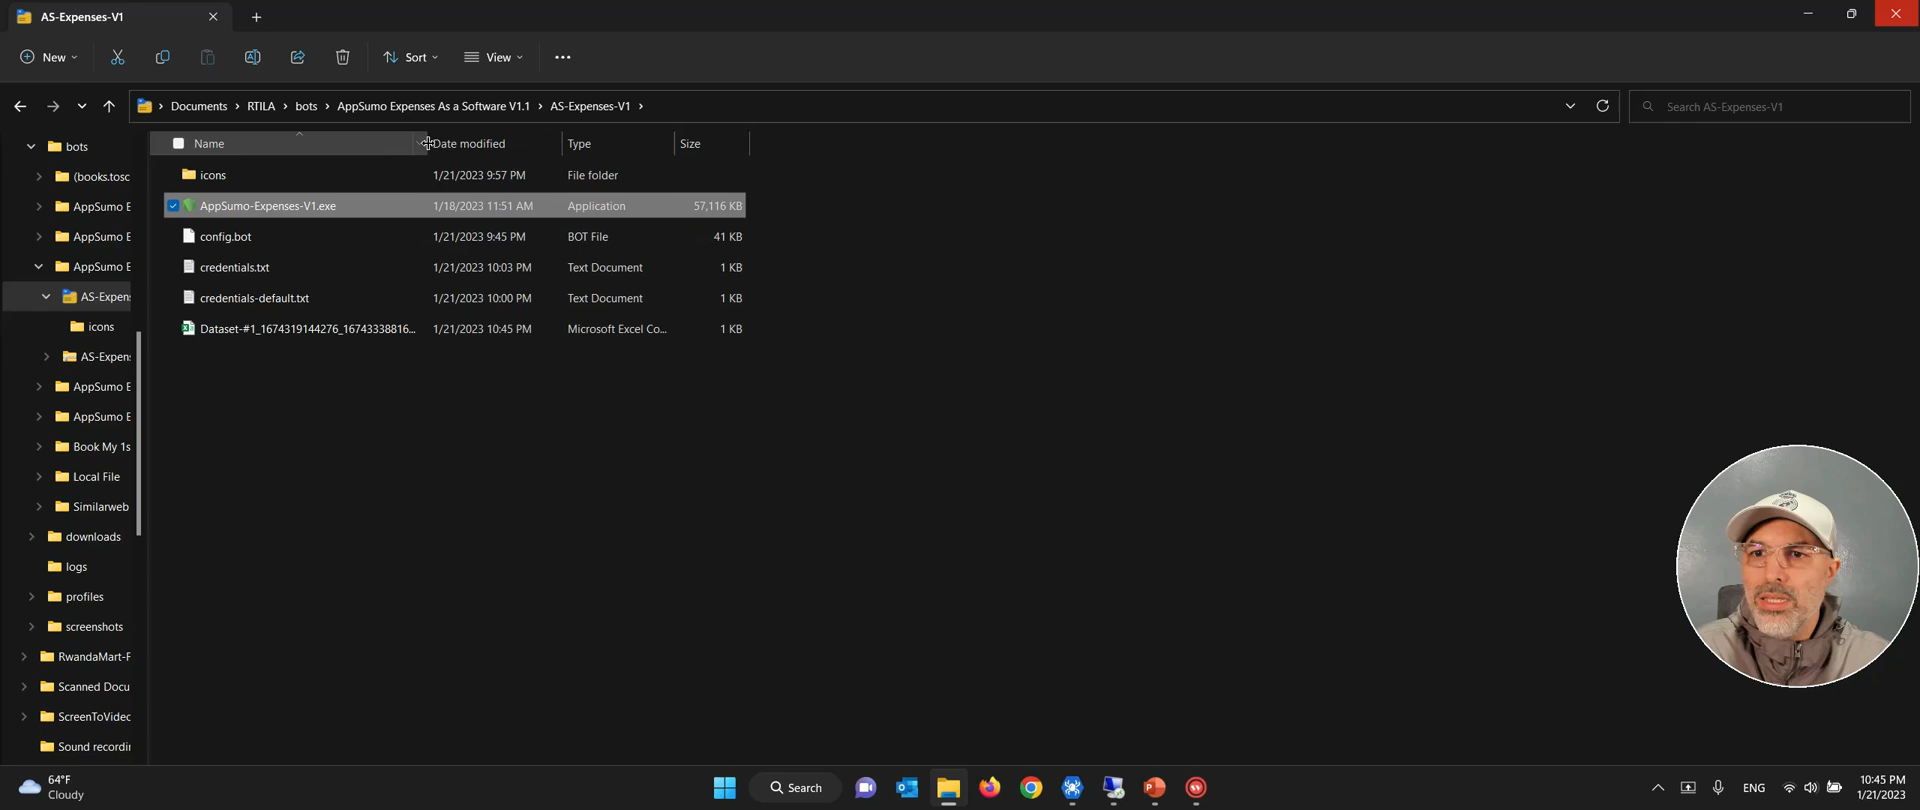 AS-Expenses-V1
New
Sort
View
Documents > RTILA > bots > AppSumo Expenses As a Software V1.1 > AS-Expenses-V1 >
Search AS-Expenses-V1
Name Date modified Type Size
icons 1/21/2023 9:57 PM File folder
AppSumo-Expenses-V1.exe 1/18/2023 11:51 AM Application 57,116 KB
config.bot 1/21/2023 9:45 PM BOT File 41 KB
credentials.txt 1/21/2023 10:03 PM Text Document 1 KB
credentials-default.txt 1/21/2023 10:00 PM Text Document 1 KB
Dataset-#1_1674319144276_16743338816... 1/21/2023 10:45 PM Microsoft Excel Co... 1 KB
bots
(books.tosc
AppSumo E
AppSumo E
AppSumo E
AS-Expen
icons
AS-Expen
AppSumo E
AppSumo E
Book My 1s
Local File
Similarweb
downloads
logs
profiles
screenshots
RwandaMart-F
Scanned Docu
ScreenToVideo
Sound recordin
64°F
Cloudy
Search
ENG
10:45 PM
1/21/2023